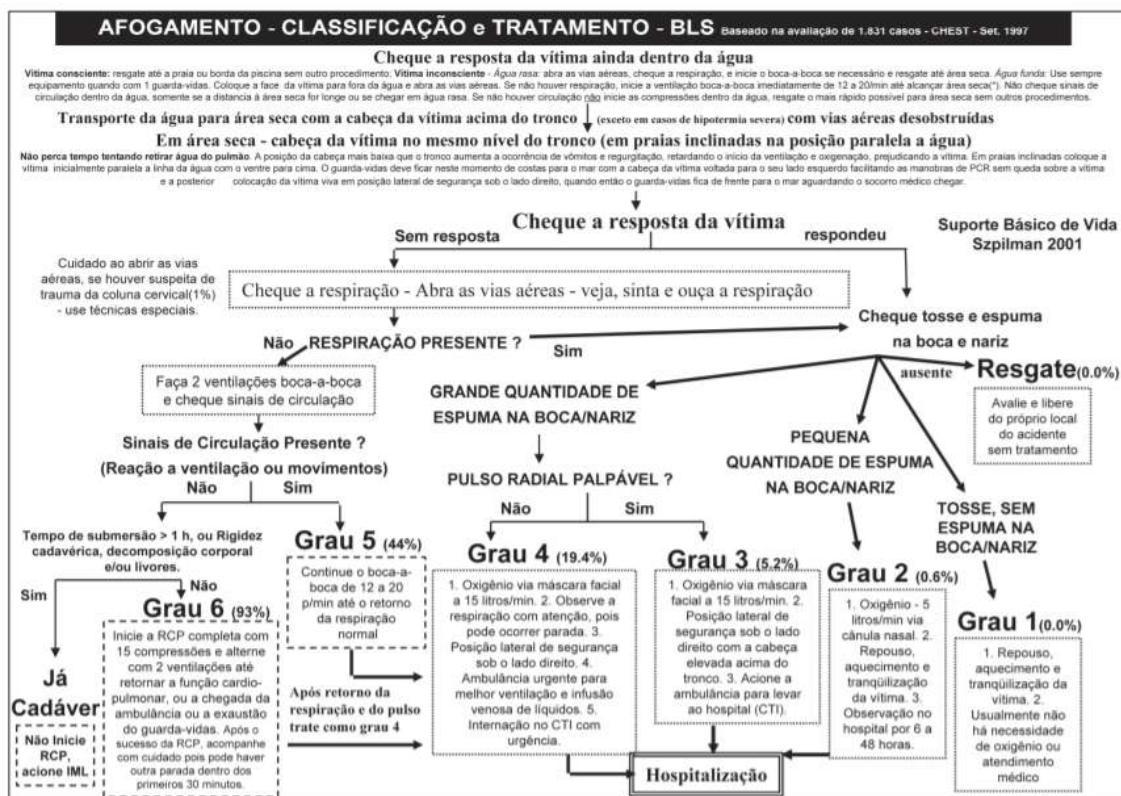 AFOGAMENTO - CLASSIFICAÇÃO e TRATAMENTO - BLS Baseado na avaliação de 1.831 casos - CHEST - Set. 1997
Cheque a resposta da vítima ainda dentro da água
Vítima consciente: resgate até a praia ou borda da piscina sem outro procedimento; Vítima inconsciente - Água rasa: abra as vias aéreas, cheque a respiração, e inicie o boca-a-boca se necessário e resgate até área seca. Água funda: Use sempre
equipamento quando com 1 guarda-vidas. Coloque a face da vítima para fora da água e abra as vias aéreas. Se não houver respiração, inicie a ventilação boca-a-boca imediatamente de 12 a 20/min até alcançar área seca(*). Não cheque sinais de
circulação dentro da água, somente se a distancia à área seca for longe ou se chegar em água rasa. Se não houver circulação não inicie as compressões dentro da água, resgate o mais rápido possível para área seca sem outros procedimentos.
Transporte da água para área seca com a cabeça da vítima acima do tronco (exceto em casos de hipotermia severa) com vias aéreas desobstruídas
Em área seca - cabeça da vítima no mesmo nível do tronco (em praias inclinadas na posição paralela a água)
Não perca tempo tentando retirar água do pulmão. A posição da cabeça mais baixa que o tronco aumenta a ocorrência de vômitos e regurgitação, retardando o início da ventilação e oxigenação, prejudicando a vítima. Em praias inclinadas coloque a
vítima inicialmente paralela a linha da água com o ventre para cima. O guarda-vidas deve ficar neste momento de costas para o mar com a cabeça da vítima voltada para o seu lado esquerdo facilitando as manobras de PCR sem queda sobre a vítima
e a posterior colocação da vítima viva em posição lateral de segurança sob o lado direito, quando então o guarda-vidas fica de frente para o mar aguardando o socorro médico chegar.
Cheque a resposta da vítima
Suporte Básico de Vida
Szpilman 2001
Sem resposta
respondeu
Cuidado ao abrir as vias
aéreas, se houver suspeita de
trauma da coluna cervical(1%)
- use técnicas especiais.
Cheque a respiração - Abra as vias aéreas - veja, sinta e ouça a respiração
Cheque tosse e espuma
na boca e nariz
Não
RESPIRAÇÃO PRESENTE ?
Sim
ausente
Resgate (0.0%)
Avalie e libere
do próprio local
do acidente
sem tratamento
Faça 2 ventilações boca-a-boca
e cheque sinais de circulação
GRANDE QUANTIDADE DE
ESPUMA NA BOCA/NARIZ
PEQUENA
QUANTIDADE DE ESPUMA
NA BOCA/NARIZ
TOSSE, SEM
ESPUMA NA
BOCA/NARIZ
Sinais de Circulação Presente ?
(Reação a ventilação ou movimentos)
Não
Sim
PULSO RADIAL PALPÁVEL ?
Não
Sim
Tempo de submersão > 1 h, ou Rigidez
cadavérica, decomposição corporal
e/ou livores.
Sim
Não
Já
Cadáver
Não Inicie
RCP,
acione IML
Grau 6 (93%)
Inicie a RCP completa com
15 compressões e alterne
com 2 ventilações até
retornar a função cardio-
pulmonar, ou a chegada da
ambulância ou a exaustão
do guarda-vidas. Após o
sucesso da RCP, acompanhe
com cuidado pois pode haver
outra parada dentro dos
primeiros 30 minutos.
Grau 5 (44%)
Continue o boca-a-
boca de 12 a 20
p/min até o retorno
da respiração
normal
Após retorno da
respiração e do pulso
trate como grau 4
Grau 4 (19.4%)
1. Oxigênio via máscara facial
a 15 litros/min. 2. Observe a
respiração com atenção, pois
pode ocorrer parada. 3.
Posição lateral de segurança
sob o lado direito. 4.
Ambulância urgente para
melhor ventilação e infusão
venosa de líquidos. 5.
Internação no CTI com
urgência.
Grau 3 (5.2%)
1. Oxigênio via máscara
facial a 15 litros/min. 2.
Posição lateral de
segurança sob o lado
direito com a cabeça
elevada acima do
tronco. 3. Acione a
ambulância para levar
ao hospital (CTI).
Grau 2 (0.6%)
1. Oxigênio - 5
litros/min via
cânula nasal. 2.
Repouso,
aquecimento e
tranqüilização
da vítima. 3.
Observação no
hospital por 6 a
48 horas.
Grau 1 (0.0%)
1. Repouso,
aquecimento e
tranqüilização
da vítima. 2.
Usualmente não
há necessidade
de oxigênio ou
atendimento
médico
Hospitalização